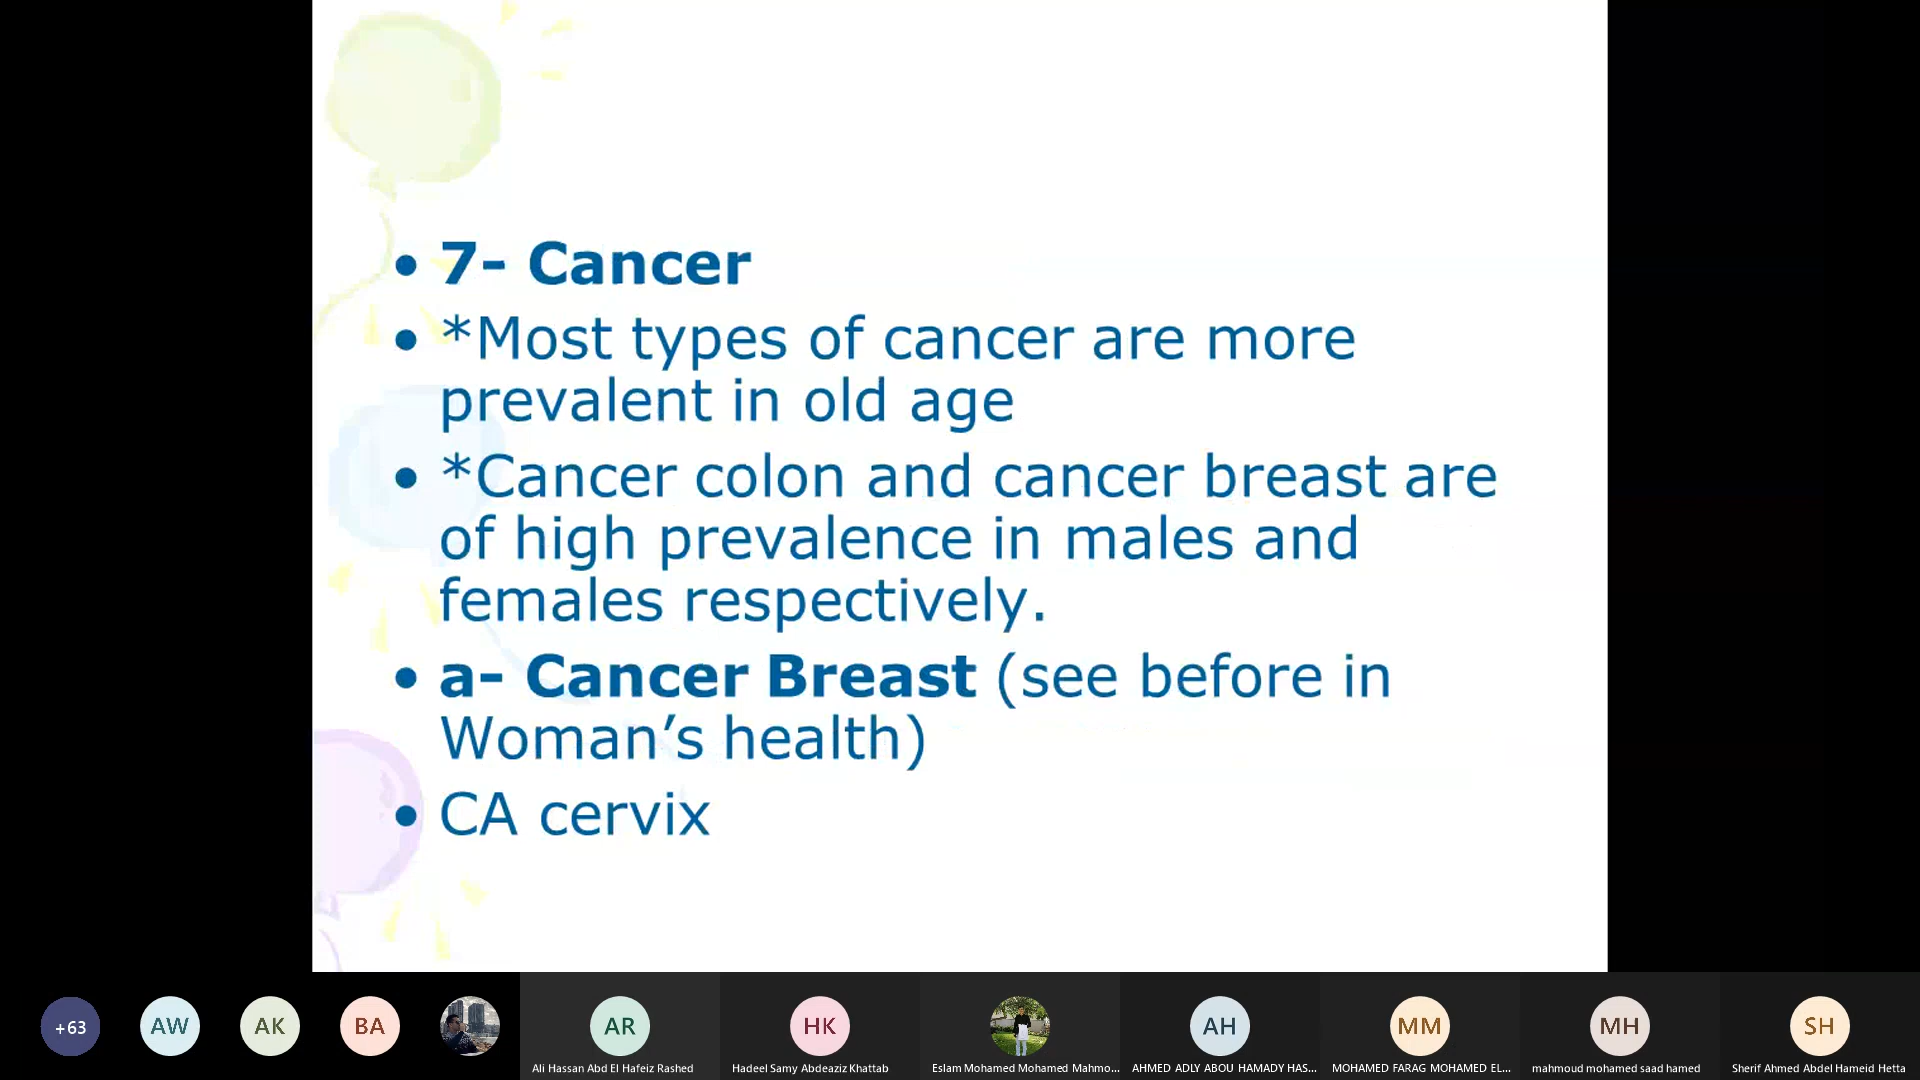 • 7- Cancer
• *Most types of cancer are more
prevalent in old age
• *Cancer colon and cancer breast are
of high prevalence in males and
females respectively.
• a- Cancer Breast (see before in
Woman’s health)
• CA cervix
+63
AW
AK
BA
AR
HK
AH
MM
MH
SH
Ali Hassan Abd El Hafeiz Rashed
Hadeel Samy Abdeaziz Khattab
Eslam Mohamed Mohamed Mahmo...
AHMED ADLY ABOU HAMADY HAS...
MOHAMED FARAG MOHAMED EL...
mahmoud mohamed saad hamed
Sherif Ahmed Abdel Hameid Hetta